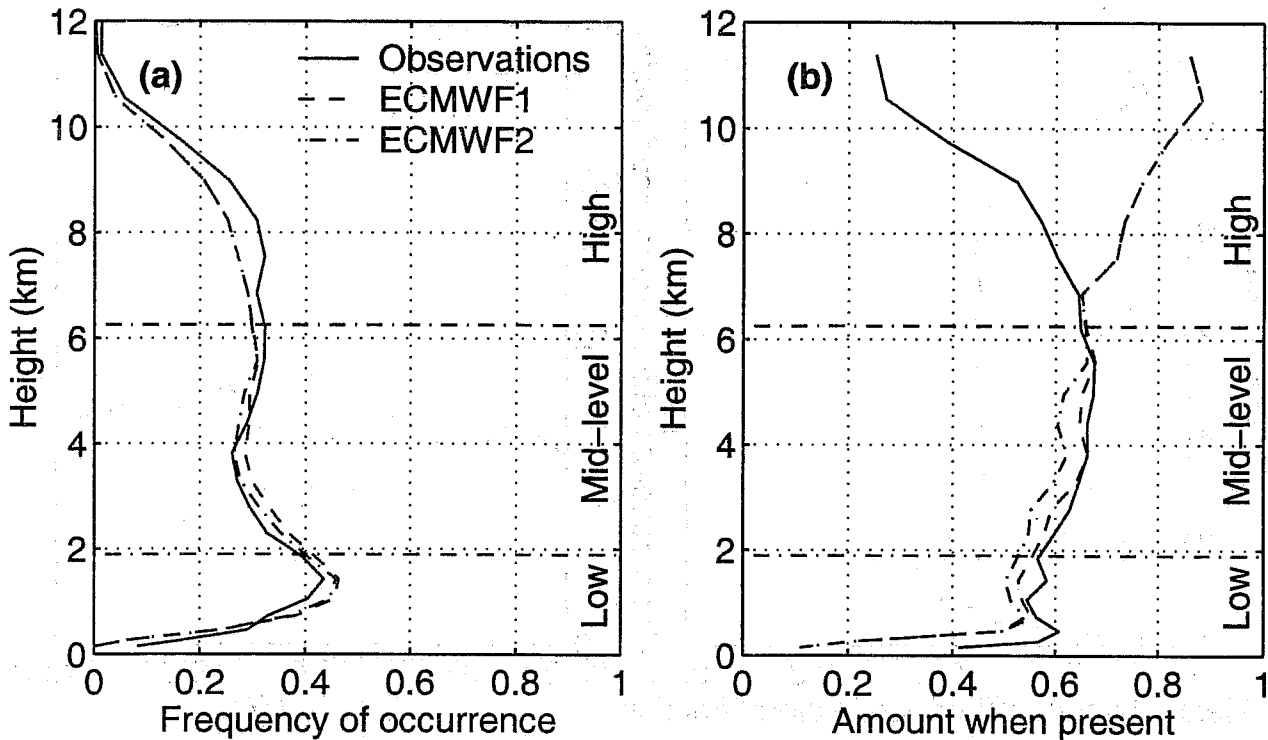 (a)
Observations
ECMWF1
ECMWF2
12
10
8
6
4
2
0
Height (km)
High
Mid-level
Low
0 0.2 0.4 0.6 0.8 1
Frequency of occurrence
(b)
12
10
8
6
4
2
0
Height (km)
High
Mid-level
Low
0 0.2 0.4 0.6 0.8 1
Amount when present